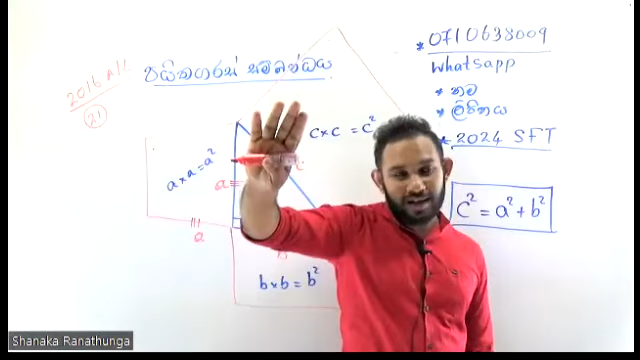 2016 A/L
21
පයිතගරස් සම්බන්ධය
* 0710638009
WhatsApp
* නම
* ලිපිනය
* 2024 SFT
c×c = c²
a×a = a²
a
a
c² = a² + b²
b×b = b²
Shanaka Ranathunga